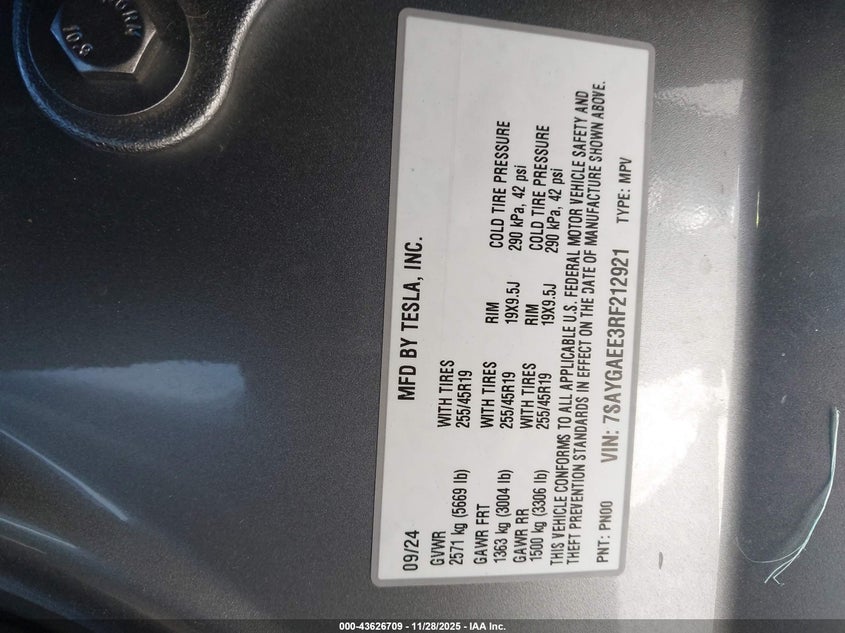 09/24 MFD BY TESLA, INC.
GVWR WITH TIRES
2571 kg (5669 lb) 255/45R19
GAWR FRT WITH TIRES RIM COLD TIRE PRESSURE
1363 kg (3004 lb) 255/45R19 19X9.5J 290 kPa, 42 psi
GAWR RR WITH TIRES RIM COLD TIRE PRESSURE
1500 kg (3306 lb) 255/45R19 19X9.5J 290 kPa, 42 psi
THIS VEHICLE CONFORMS TO ALL APPLICABLE U.S. FEDERAL MOTOR VEHICLE SAFETY AND
THEFT PREVENTION STANDARDS IN EFFECT ON THE DATE OF MANUFACTURE SHOWN ABOVE.
PNT: PN00 VIN: 7SAYGAEE3RF212921 TYPE: MPV
10.9
000-43626709 - 11/28/2025 - IAA Inc.